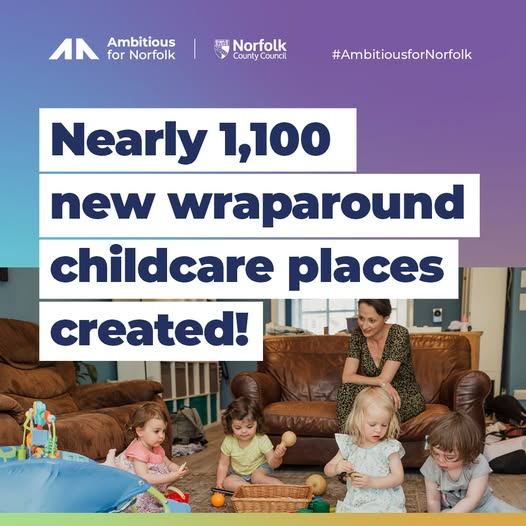 Ambitious
for Norfolk
Norfolk
County Council
#AmbitiousforNorfolk
Nearly 1,100
new wraparound
childcare places
created!